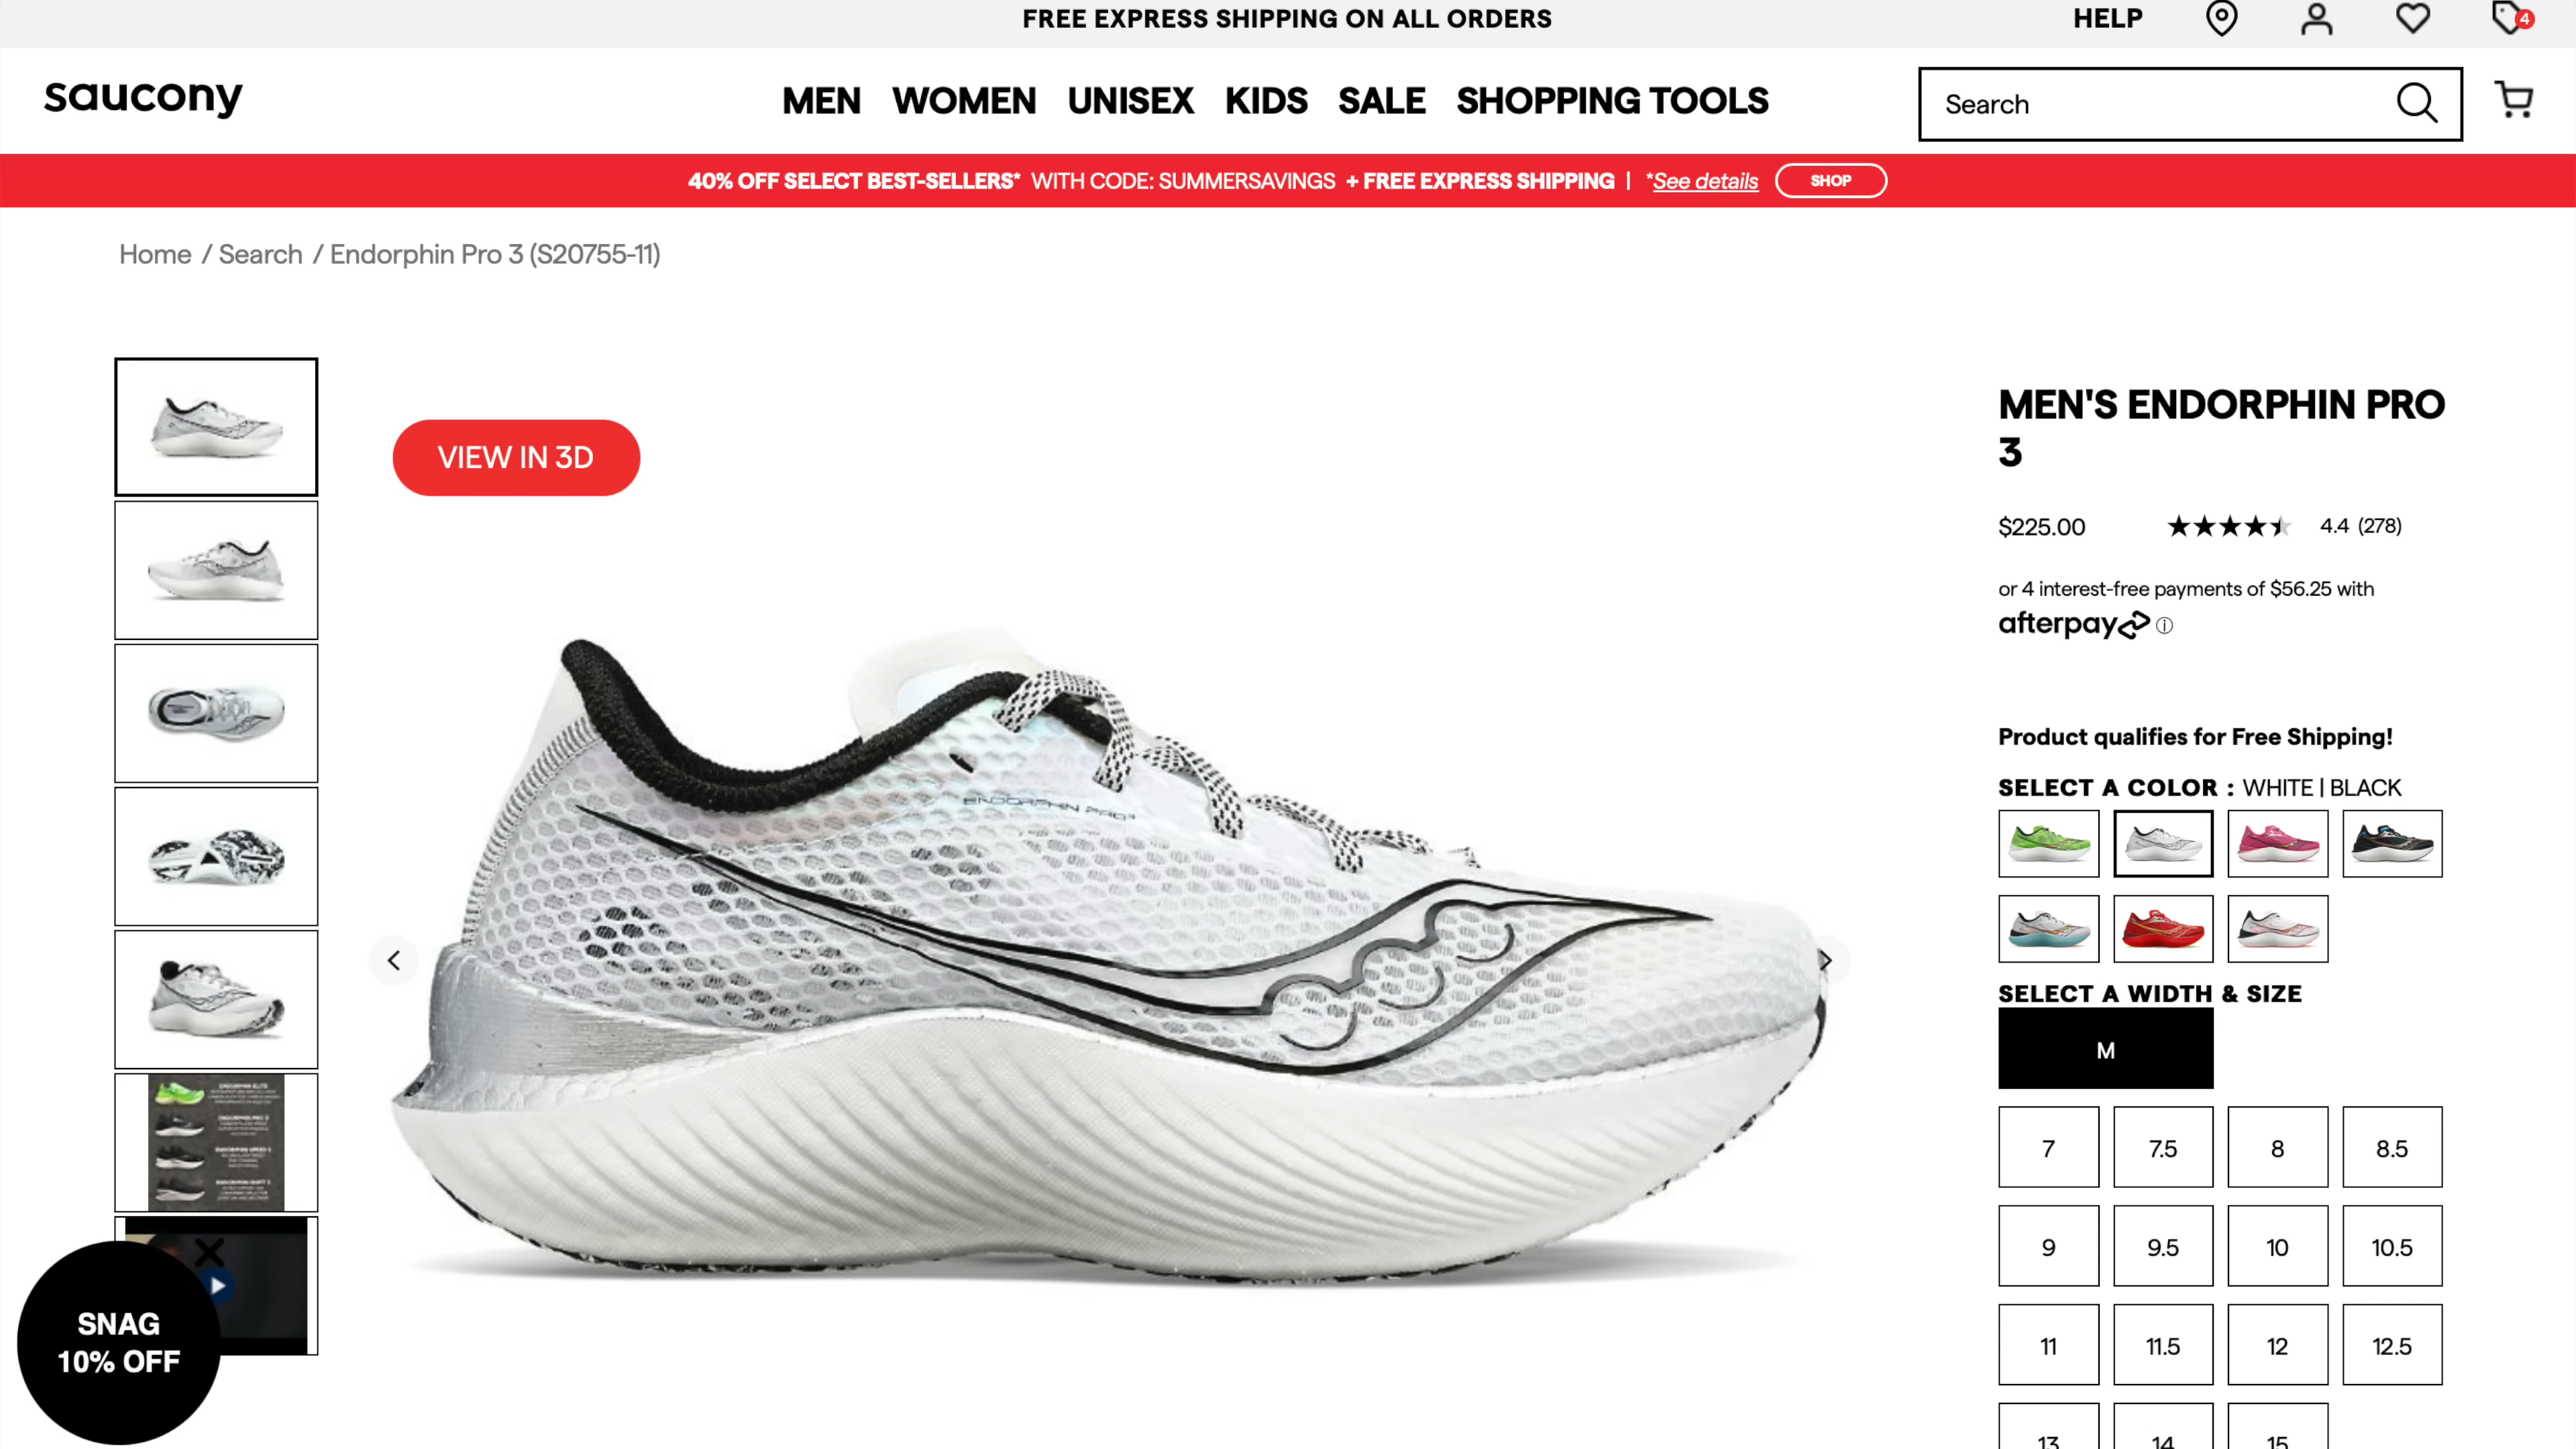 FREE EXPRESS SHIPPING ON ALL ORDERS
HELP
4
saucony
MEN WOMEN UNISEX KIDS SALE SHOPPING TOOLS
Search
40% OFF SELECT BEST-SELLERS* WITH CODE: SUMMERSAVINGS + FREE EXPRESS SHIPPING | *See details SHOP
Home / Search / Endorphin Pro 3 (S20755-11)
VIEW IN 3D
ENDORPHIN PRO³
SNAG
10% OFF
MEN'S ENDORPHIN PRO
3
$225.00 4.4 (278)
or 4 interest-free payments of $56.25 with
afterpay
Product qualifies for Free Shipping!
SELECT A COLOR : WHITE | BLACK
SELECT A WIDTH & SIZE
M
7 7.5 8 8.5
9 9.5 10 10.5
11 11.5 12 12.5
13 14 15